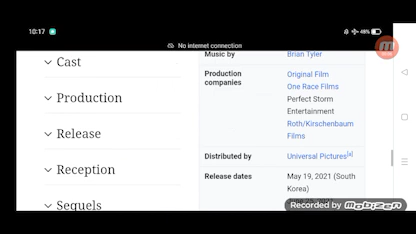 10:17
48%
No internet connection
Cast
Production
Release
Reception
Sequels
Music by
Brian Tyler
Production
companies
Original Film
One Race Films
Perfect Storm
Entertainment
Roth/Kirschenbaum
Films
Distributed by
Universal Pictures[a]
Release dates
May 19, 2021 (South
Korea)
Recorded by mobizen